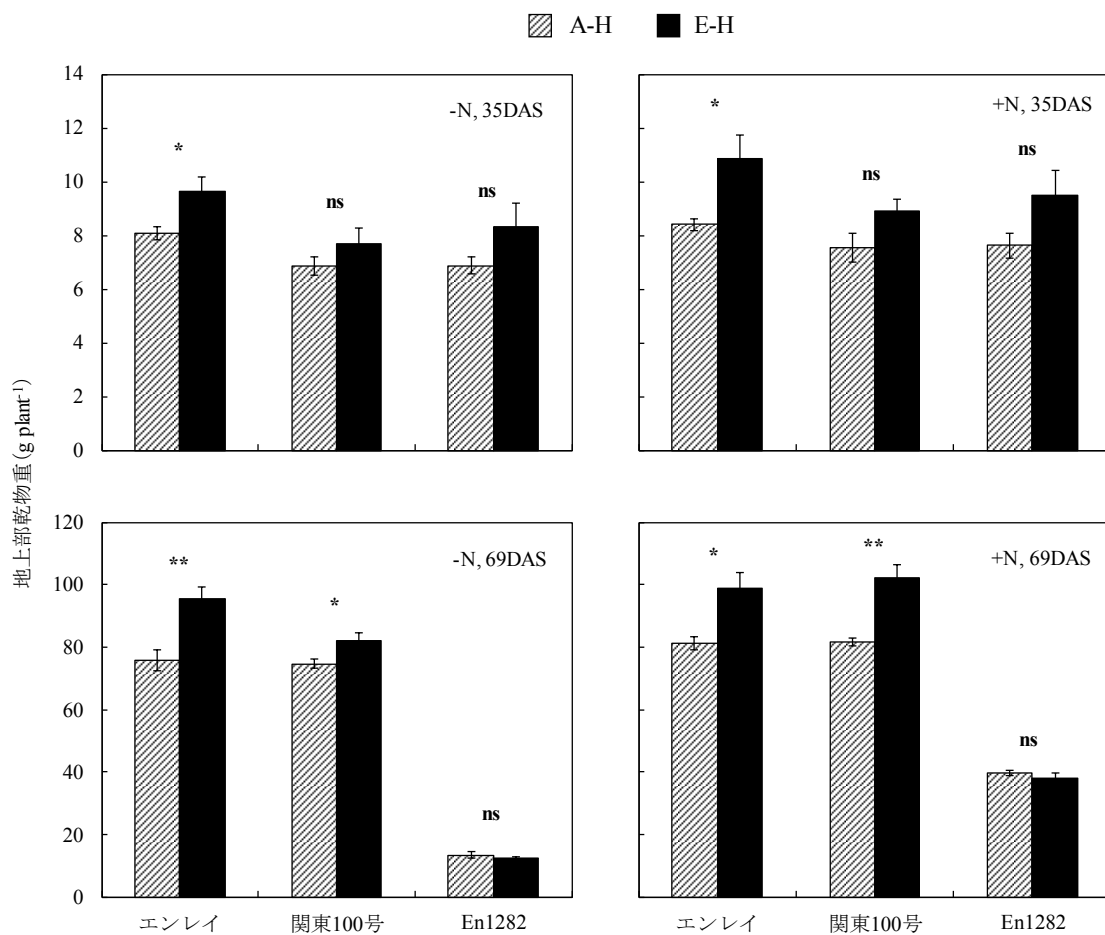 A-H E-H
地上部乾物重(g plant⁻¹)
14
12
10
8
6
4
2
0
-N, 35DAS
*
ns
ns
+N, 35DAS
*
ns
ns
120
100
80
60
40
20
0
-N, 69DAS
**
*
ns
+N, 69DAS
*
**
ns
エンレイ 関東100号 En1282
エンレイ 関東100号 En1282